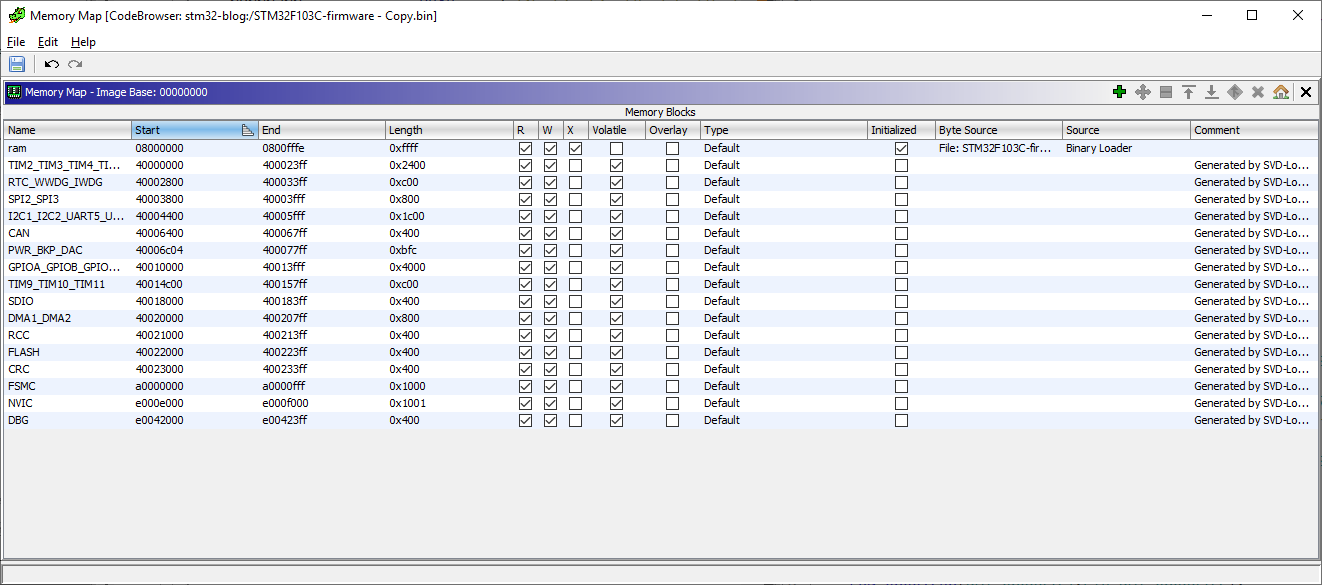 Memory Map [CodeBrowser: stm32-blog:/STM32F103C-firmware - Copy.bin]
File Edit Help
Memory Map - Image Base: 00000000
Memory Blocks
Name Start End Length R W X Volatile Overlay Type Initialized Byte Source Source Comment
ram 08000000 0800fffe 0xffff Default File: STM32F103C-fir... Binary Loader
TIM2_TIM3_TIM4_TI... 40000000 400023ff 0x2400 Default Generated by SVD-Lo...
RTC_WWDG_IWDG 40002800 400033ff 0xc00 Default Generated by SVD-Lo...
SPI2_SPI3 40003800 40003fff 0x800 Default Generated by SVD-Lo...
I2C1_I2C2_UART5_U... 40004400 40005fff 0x1c00 Default Generated by SVD-Lo...
CAN 40006400 400067ff 0x400 Default Generated by SVD-Lo...
PWR_BKP_DAC 40006c04 400077ff 0xbfc Default Generated by SVD-Lo...
GPIOA_GPIOB_GPIO... 40010000 40013fff 0x4000 Default Generated by SVD-Lo...
TIM9_TIM10_TIM11 40014c00 400157ff 0xc00 Default Generated by SVD-Lo...
SDIO 40018000 400183ff 0x400 Default Generated by SVD-Lo...
DMA1_DMA2 40020000 400207ff 0x800 Default Generated by SVD-Lo...
RCC 40021000 400213ff 0x400 Default Generated by SVD-Lo...
FLASH 40022000 400223ff 0x400 Default Generated by SVD-Lo...
CRC 40023000 400233ff 0x400 Default Generated by SVD-Lo...
FSMC a0000000 a0000fff 0x1000 Default Generated by SVD-Lo...
NVIC e000e000 e000f000 0x1001 Default Generated by SVD-Lo...
DBG e0042000 e00423ff 0x400 Default Generated by SVD-Lo...